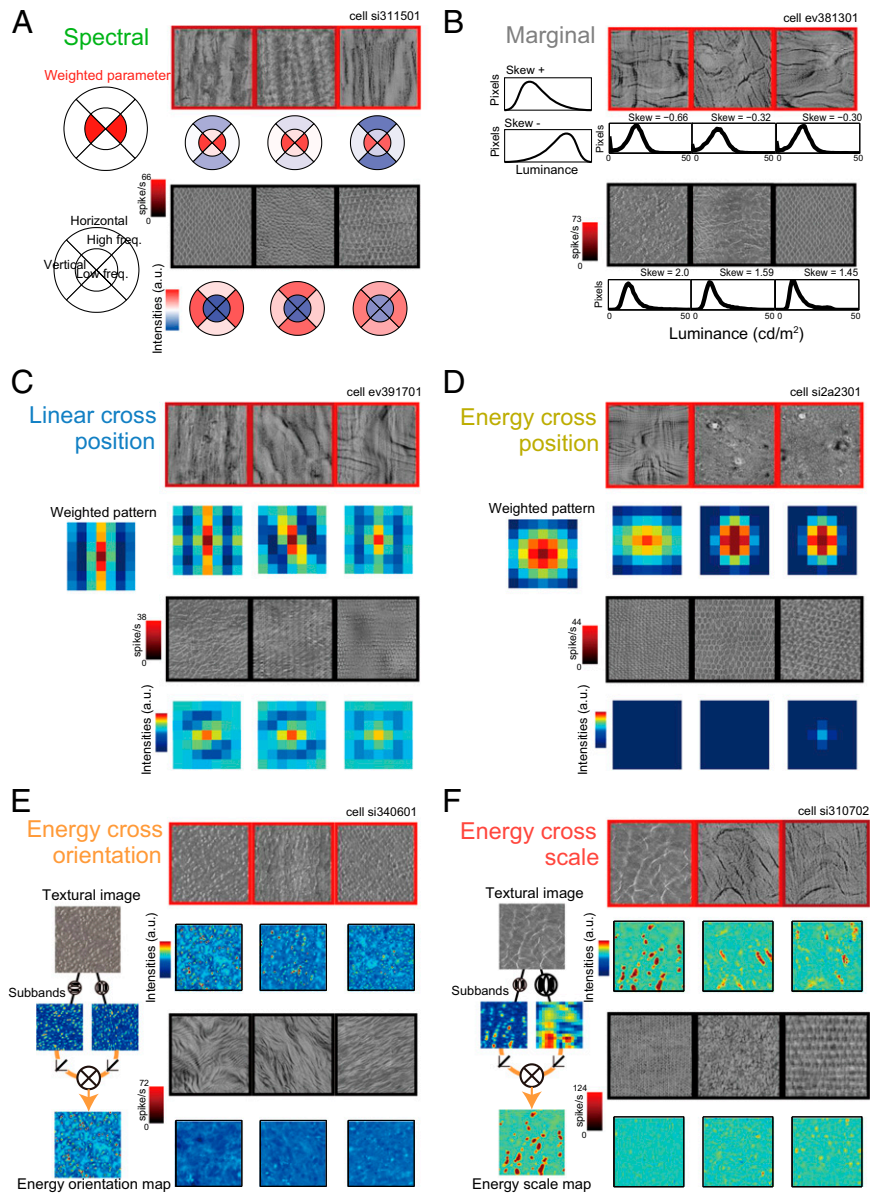 A
cell si311501
Spectral
Weighted parameter
66
spike/s
0
Horizontal
High freq.
Vertical
Low freq.
Intensities (a.u.)
B
cell ev381301
Marginal
Skew +
Pixels
Skew -
Pixels
Luminance
Skew = −0.66
Skew = −0.32
Skew = −0.30
Pixels
0
50 0
50 0
50
73
spike/s
0
Skew = 2.0
Skew = 1.59
Skew = 1.45
Pixels
0
50 0
50 0
50
Luminance (cd/m²)
C
cell ev391701
Linear cross
position
Weighted pattern
38
spike/s
0
Intensities (a.u.)
D
cell si2a2301
Energy cross
position
Weighted pattern
44
spike/s
0
Intensities (a.u.)
E
cell si340601
Energy cross
orientation
Textural image
Intensities (a.u.)
Subbands
72
spike/s
0
Energy orientation map
F
cell si310702
Energy cross
scale
Textural image
Intensities (a.u.)
Subbands
124
spike/s
0
Energy scale map